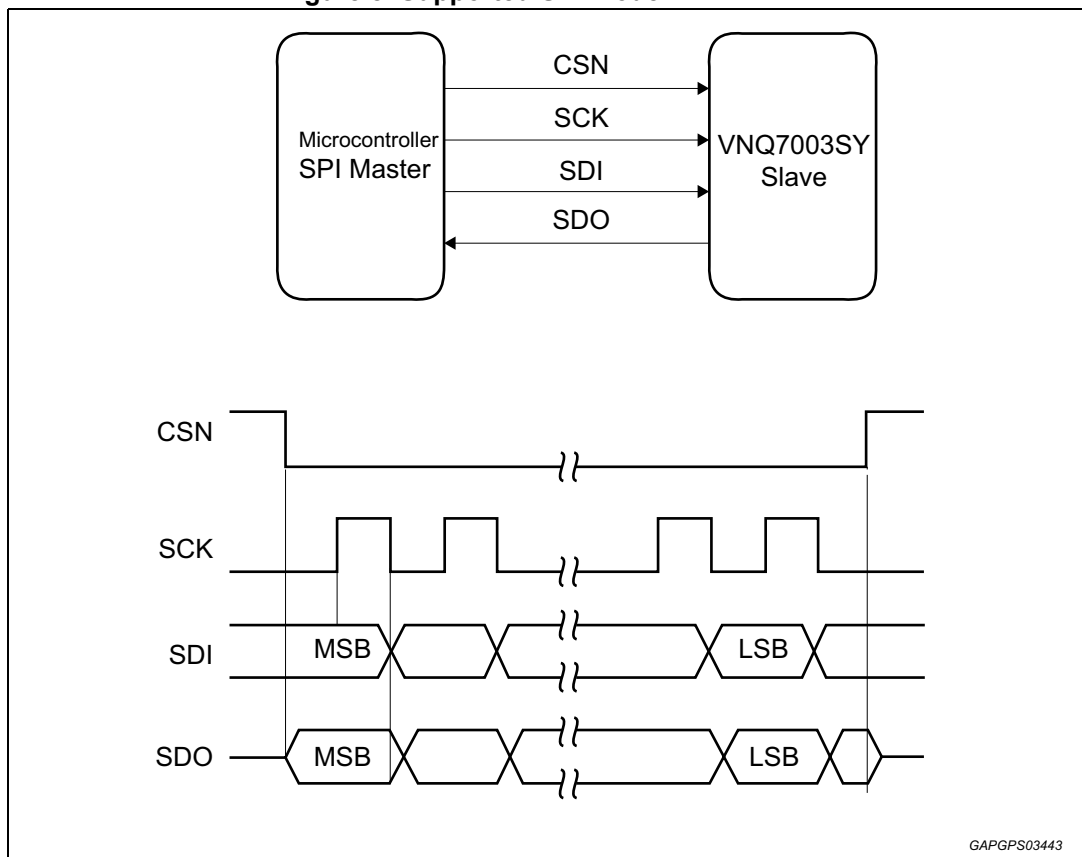 CSN
SCK
SDI
SDO
Microcontroller
SPI Master
VNQ7003SY
Slave
CSN
SCK
SDI
MSB
LSB
SDO
MSB
LSB
GAPGPS03443